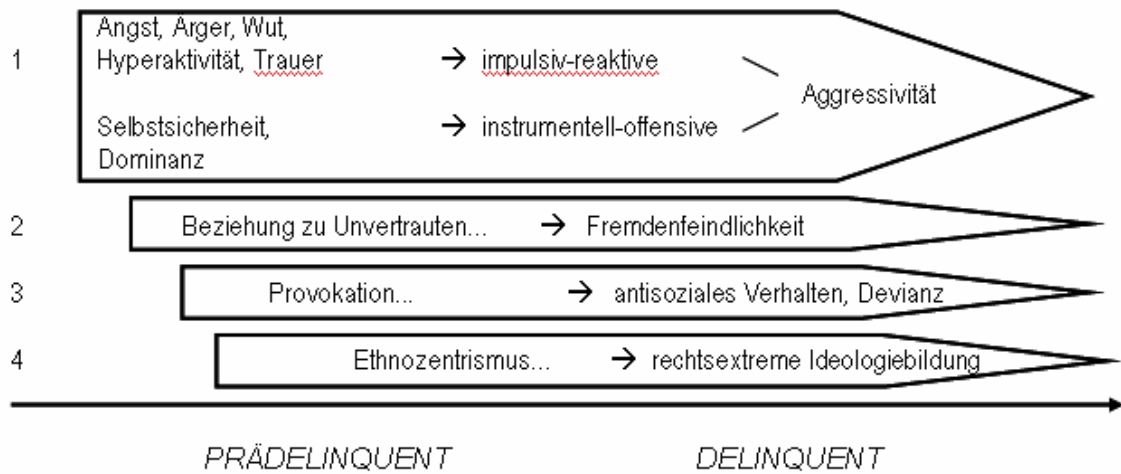 Angst, Ärger, Wut,
1 Hyperaktivität, Trauer → impulsiv-reaktive
Aggressivität
Selbstsicherheit, → instrumentell-offensive
Dominanz
2 Beziehung zu Unvertrauten... → Fremdenfeindlichkeit
3 Provokation... → antisoziales Verhalten, Devianz
4 Ethnozentrismus... → rechtsextreme Ideologiebildung
PRÄDELINQUENT DELINQUENT